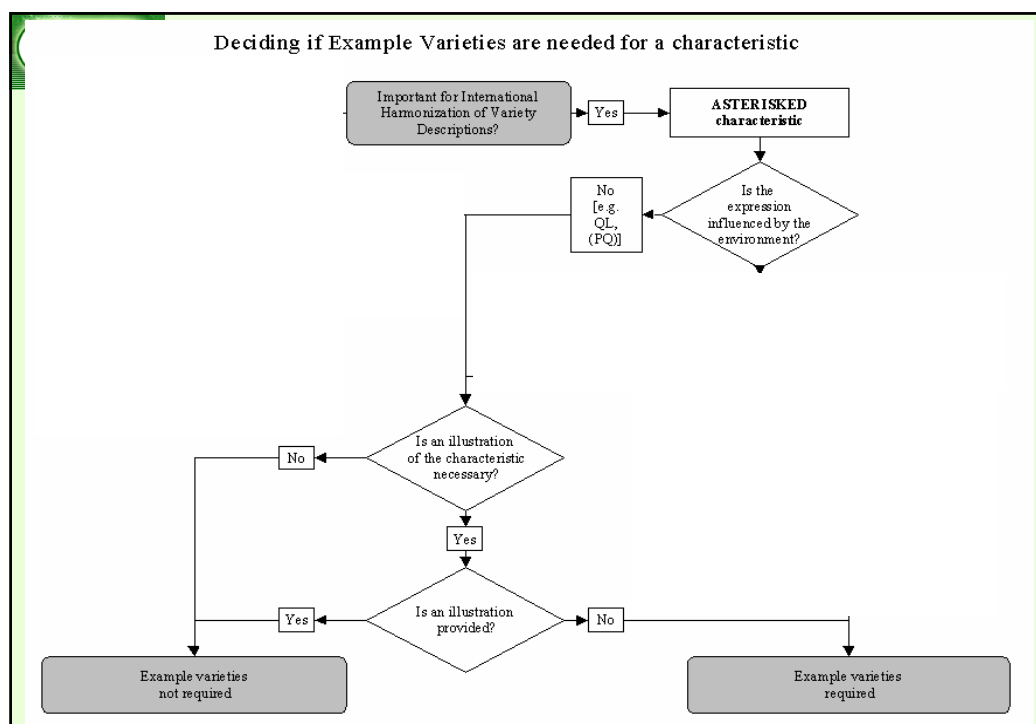 Deciding if Example Varieties are needed for a characteristic
Important for International
Harmonization of Variety
Descriptions?
Yes
ASTERISKED
characteristic
Is the
expression
influenced by the
environment?
No
[e.g.
QL,
(PQ)]
Is an illustration
of the characteristic
necessary?
No
Yes
Is an illustration
provided?
Yes
No
Example varieties
not required
Example varieties
required